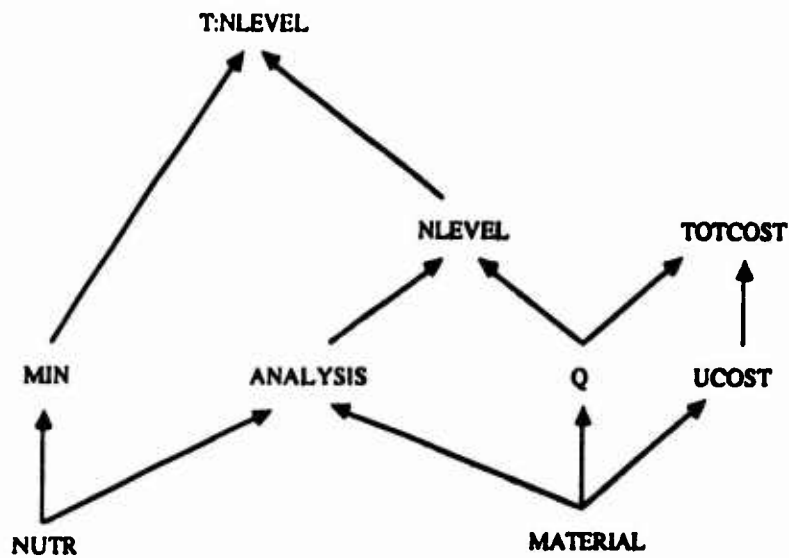 T:NLEVEL
NLEVEL TOTCOST
MIN ANALYSIS Q UCOST
NUTR MATERIAL